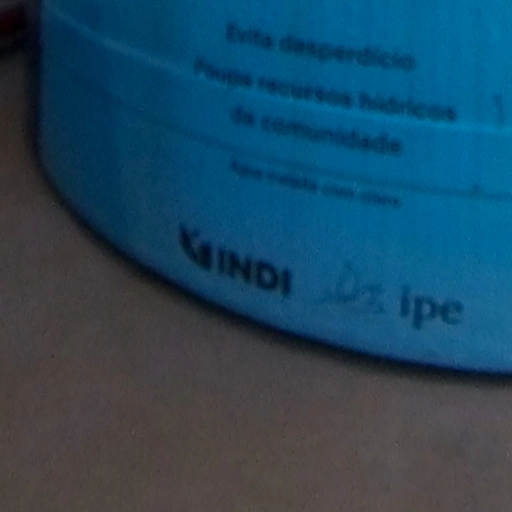 Evita desperdício
Poupa recursos hídricos
da comunidade
INDI ipe